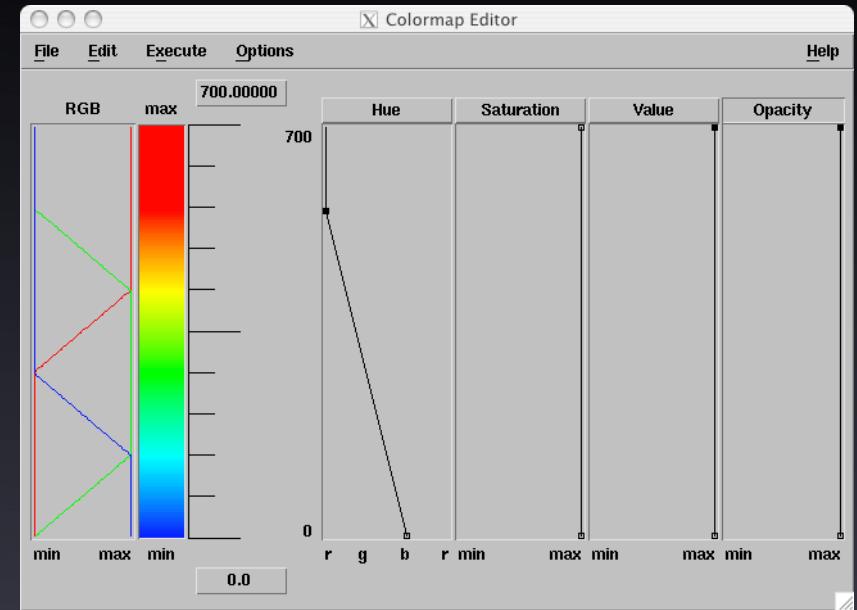 X Colormap Editor
File Edit Execute Options Help
700.00000
RGB max Hue Saturation Value Opacity
700
0
min max min r g b r min max min max min max
0.0